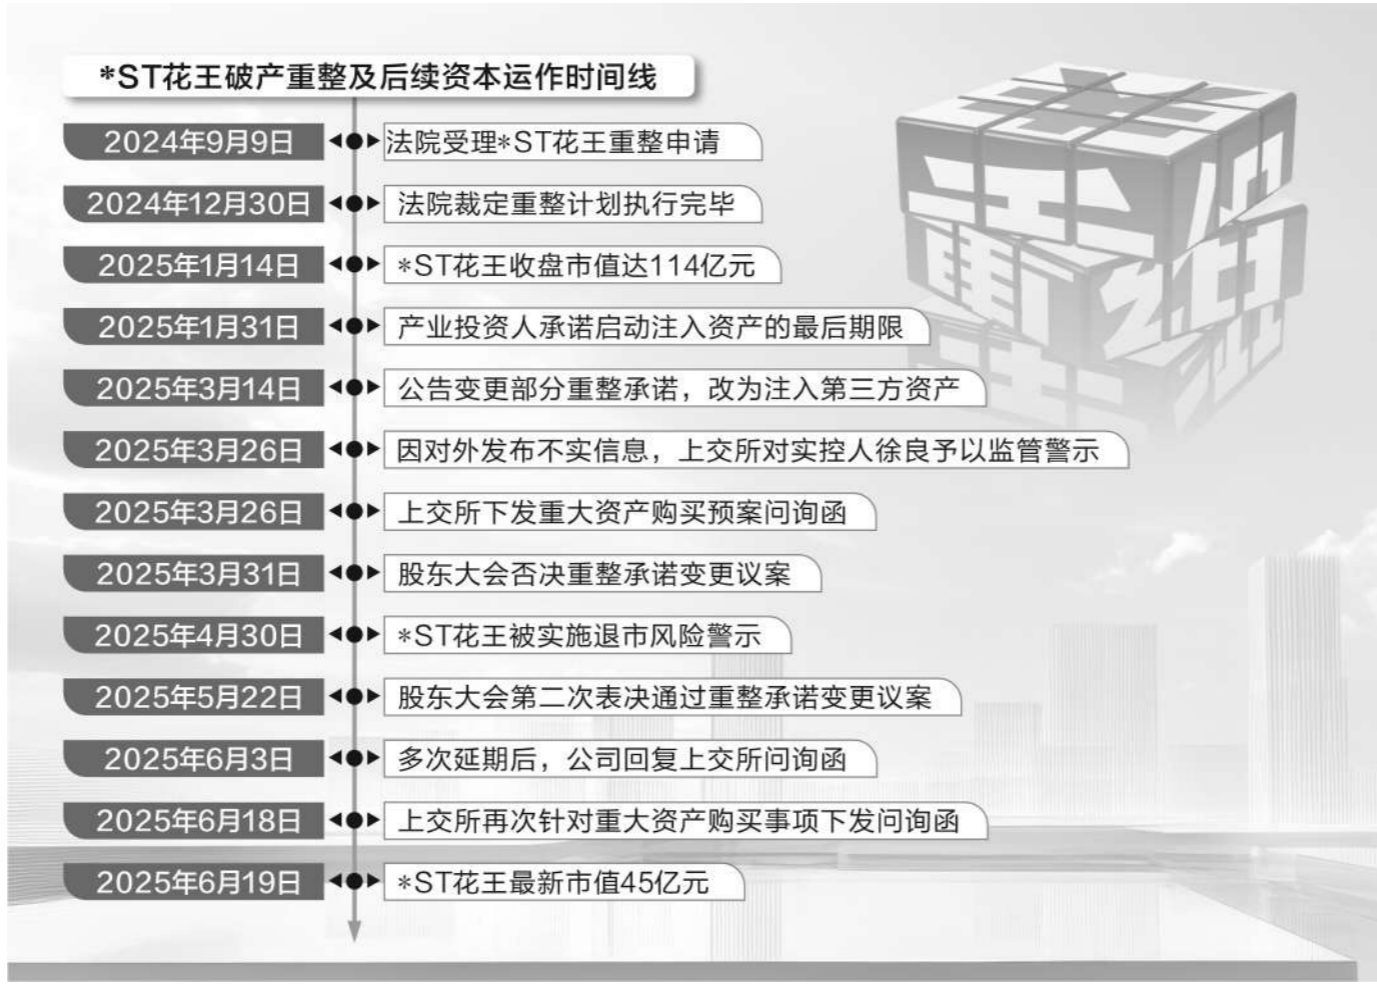 *ST花王破产重整及后续资本运作时间线
2024年9月9日 法院受理*ST花王重整申请
2024年12月30日 法院裁定重整计划执行完毕
2025年1月14日 *ST花王收盘市值达114亿元
2025年1月31日 产业投资人承诺启动注入资产的最后期限
2025年3月14日 公告变更部分重整承诺，改为注入第三方资产
2025年3月26日 因对外发布不实信息，上交所对实控人徐良予以监管警示
2025年3月26日 上交所下发重大资产购买预案问询函
2025年3月31日 股东大会否决重整承诺变更议案
2025年4月30日 *ST花王被实施退市风险警示
2025年5月22日 股东大会第二次表决通过重整承诺变更议案
2025年6月3日 多次延期后，公司回复上交所问询函
2025年6月18日 上交所再次针对重大资产购买事项下发问询函
2025年6月19日 *ST花王最新市值45亿元